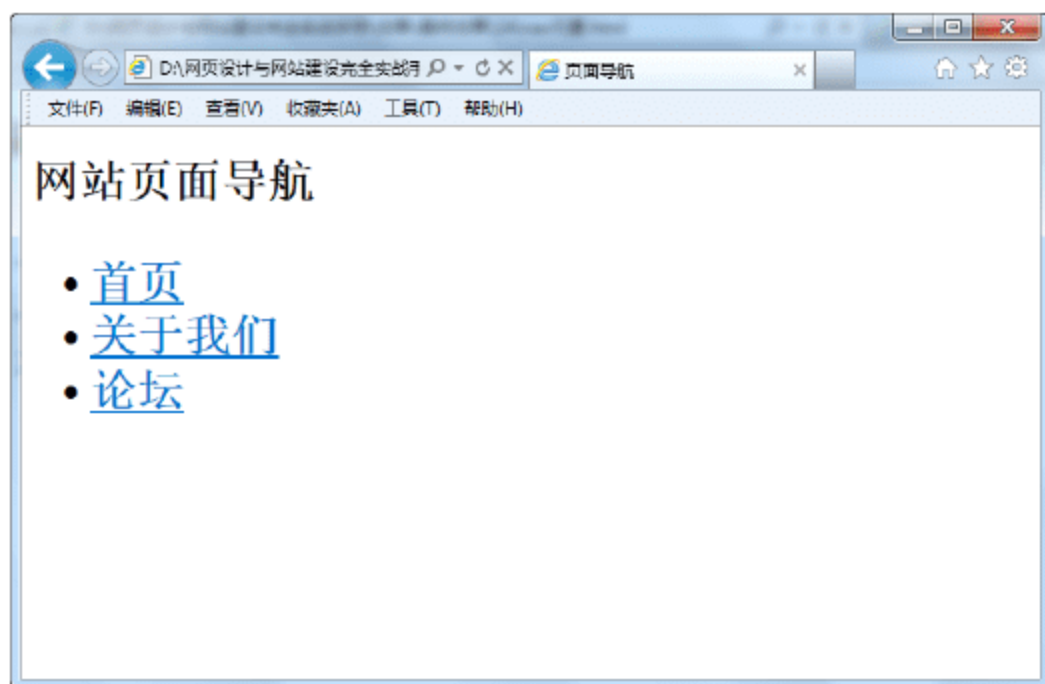 D:\网页设计与网站建设完全实战
页面导航
文件(F) 编辑(E) 查看(V) 收藏夹(A) 工具(T) 帮助(H)
网站页面导航
首页
关于我们
论坛